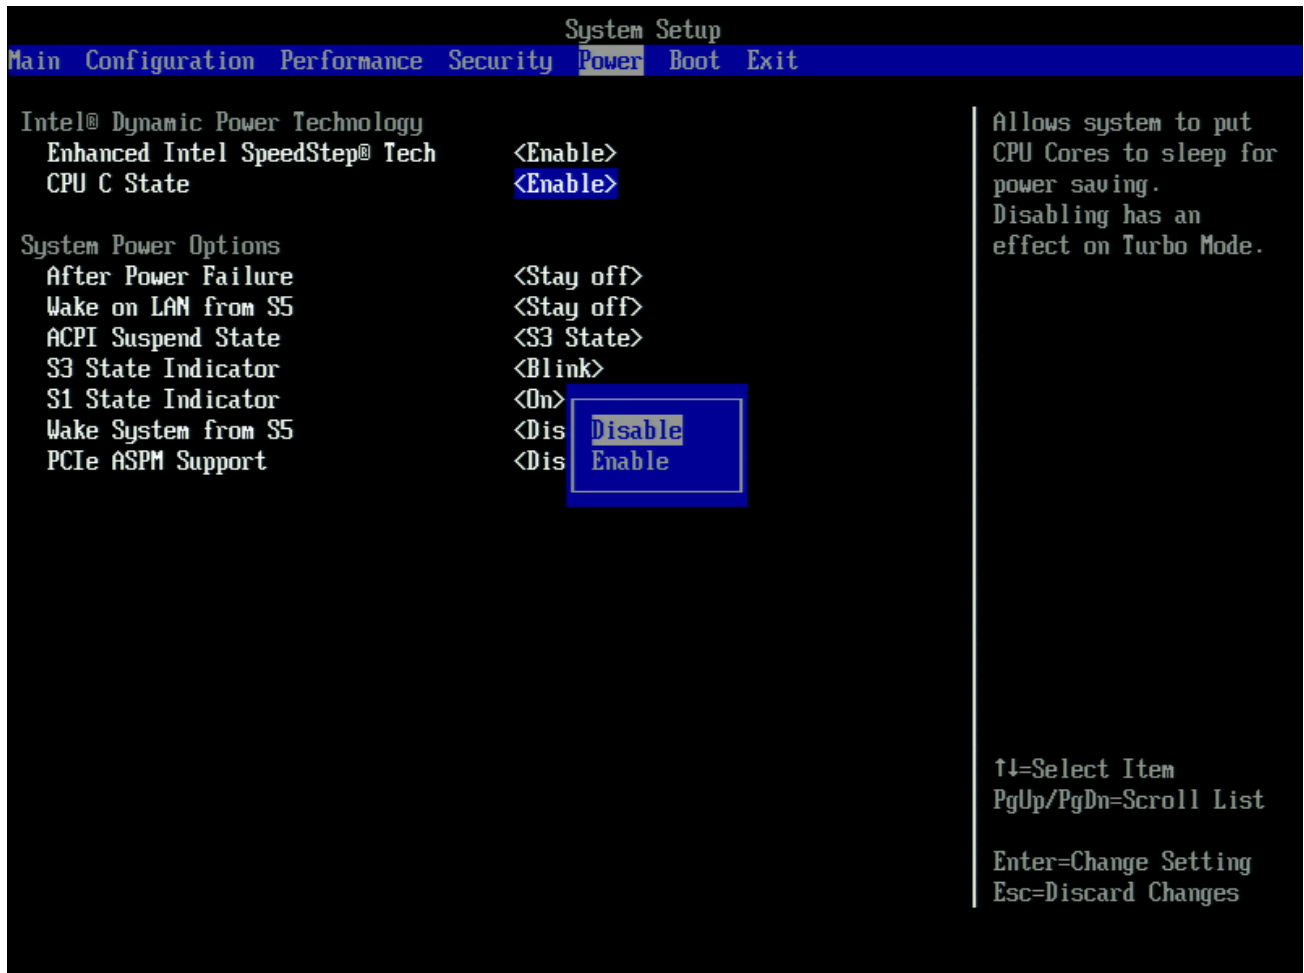 System Setup
Main Configuration Performance Security Power Boot Exit
Intel® Dynamic Power Technology
Enhanced Intel SpeedStep® Tech <Enable>
CPU C State <Enable>
System Power Options
After Power Failure <Stay off>
Wake on LAN from S5 <Stay off>
ACPI Suspend State <S3 State>
S3 State Indicator <Blink>
S1 State Indicator <On>
Wake System from S5 <Dis
PCIe ASPM Support <Dis
Disable
Enable
Allows system to put
CPU Cores to sleep for
power saving.
Disabling has an
effect on Turbo Mode.
↑↓=Select Item
PgUp/PgDn=Scroll List
Enter=Change Setting
Esc=Discard Changes